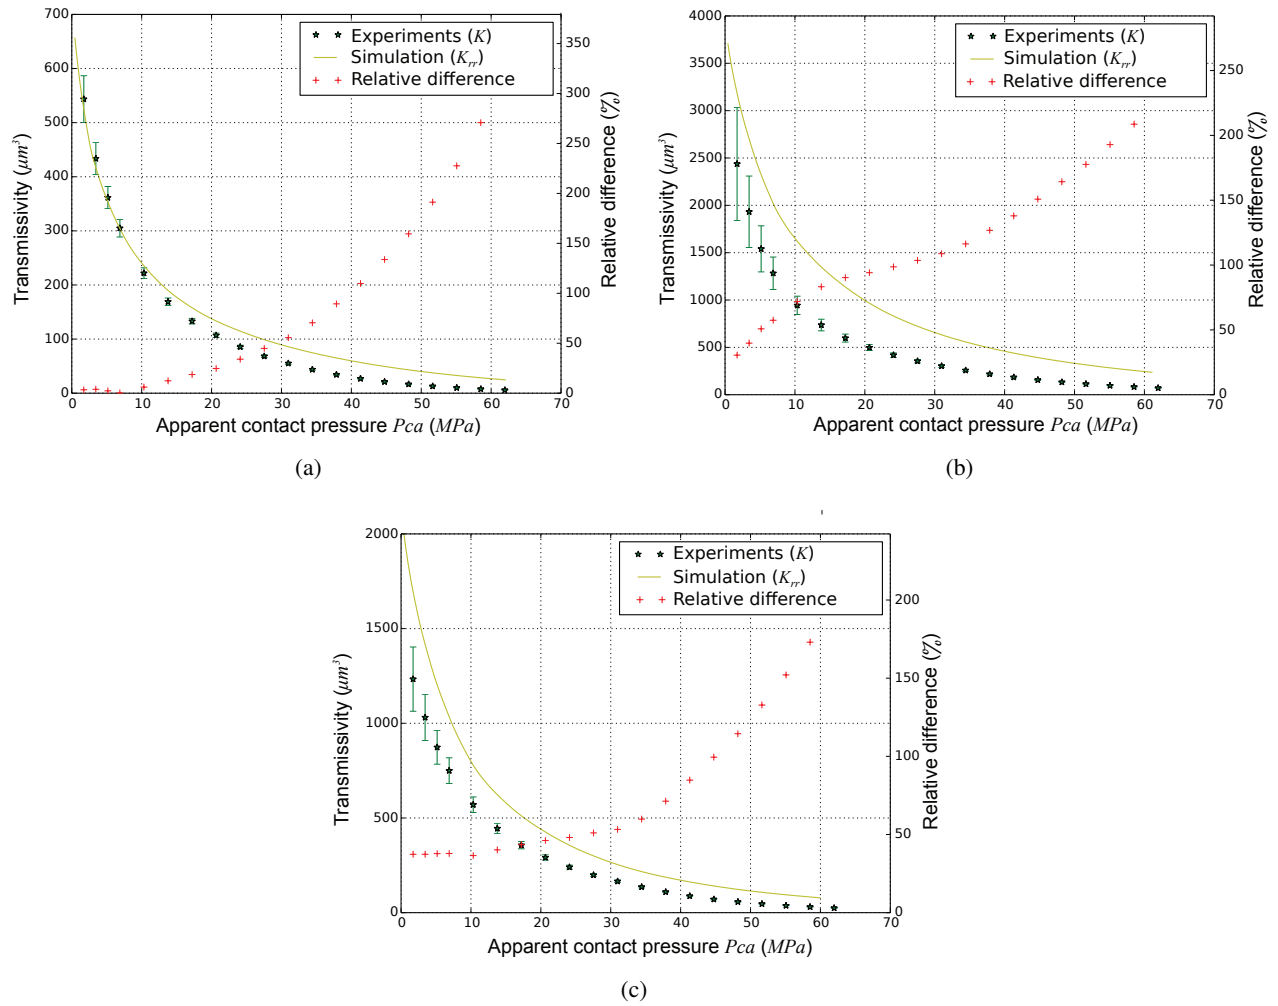 Experiments (K)
Simulation (Krr)
Relative difference
Transmissivity (μm³)
Relative difference (%)
700
600
500
400
300
200
100
0
350
300
250
200
150
100
50
0
0 10 20 30 40 50 60 70
Apparent contact pressure Pca (MPa)
(a)
Experiments (K)
Simulation (Krr)
Relative difference
Transmissivity (μm³)
Relative difference (%)
4000
3500
3000
2500
2000
1500
1000
500
0
250
200
150
100
50
0
0 10 20 30 40 50 60 70
Apparent contact pressure Pca (MPa)
(b)
Experiments (K)
Simulation (Krr)
Relative difference
Transmissivity (μm³)
Relative difference (%)
2000
1500
1000
500
0
200
150
100
50
0
0 10 20 30 40 50 60 70
Apparent contact pressure Pca (MPa)
(c)